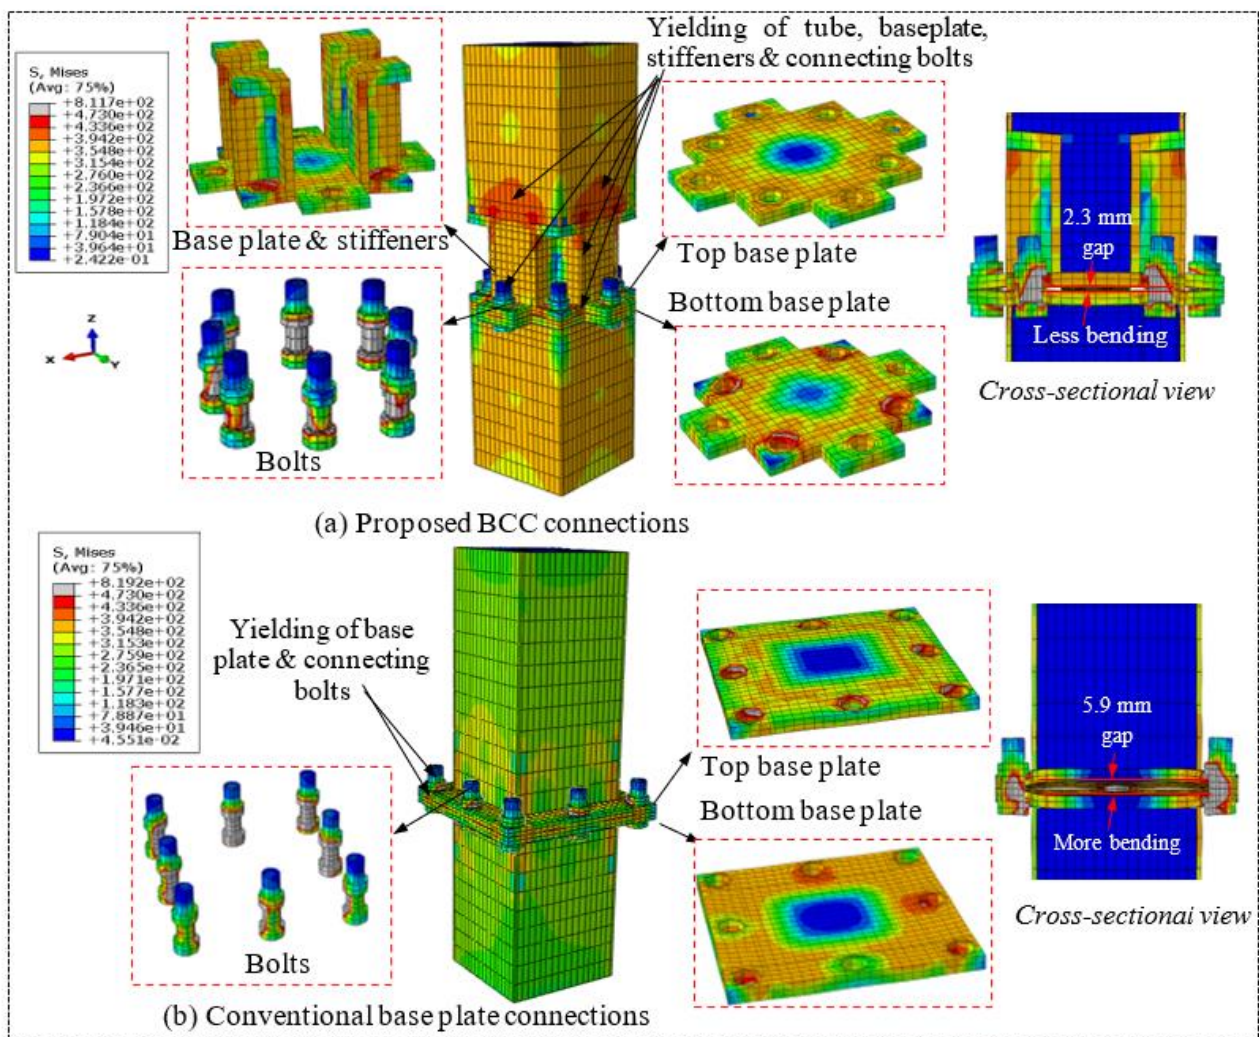 Yielding of tube, baseplate,
stiffeners & connecting bolts
S, Mises
(Avg: 75%)
+8.117e+02
+4.730e+02
+4.336e+02
+3.942e+02
+3.548e+02
+3.154e+02
+2.760e+02
+2.366e+02
+1.972e+02
+1.578e+02
+1.184e+02
+7.904e+01
+3.964e+01
+2.422e-01
Base plate & stiffeners
Top base plate
2.3 mm
gap
Less bending
Cross-sectional view
Bottom base plate
Z
X
Y
Bolts
(a) Proposed BCC connections
S, Mises
(Avg: 75%)
+8.192e+02
+4.730e+02
+4.336e+02
+3.942e+02
+3.548e+02
+3.153e+02
+2.759e+02
+2.365e+02
+1.971e+02
+1.577e+02
+1.183e+02
+7.887e+01
+3.946e+01
+4.551e-02
Yielding of base
plate & connecting
bolts
Top base plate
5.9 mm
gap
More bending
Cross-sectional view
Bottom base plate
Bolts
(b) Conventional base plate connections